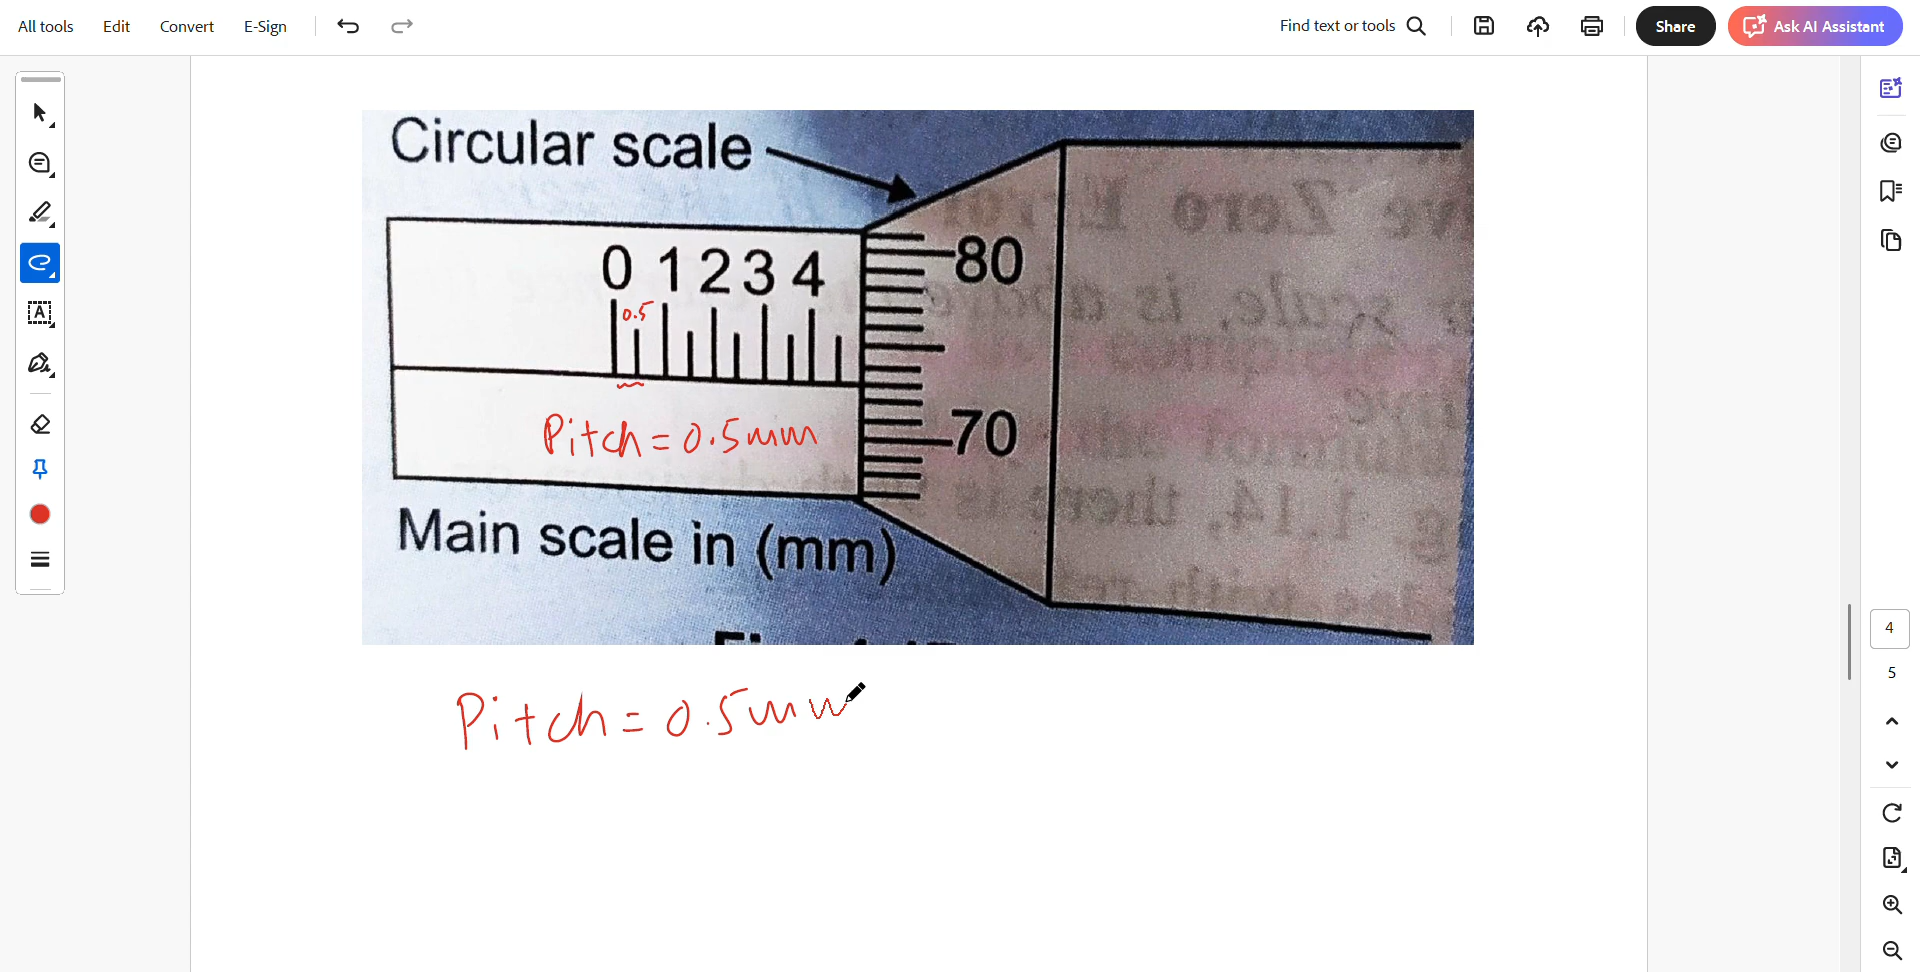 All tools Edit Convert E-Sign Find text or tools Share Ask AI Assistant
Circular scale
0 1 2 3 4
0.5
80
70
Pitch = 0.5mm
Main scale in (mm)
Pitch = 0.5mm
4
5